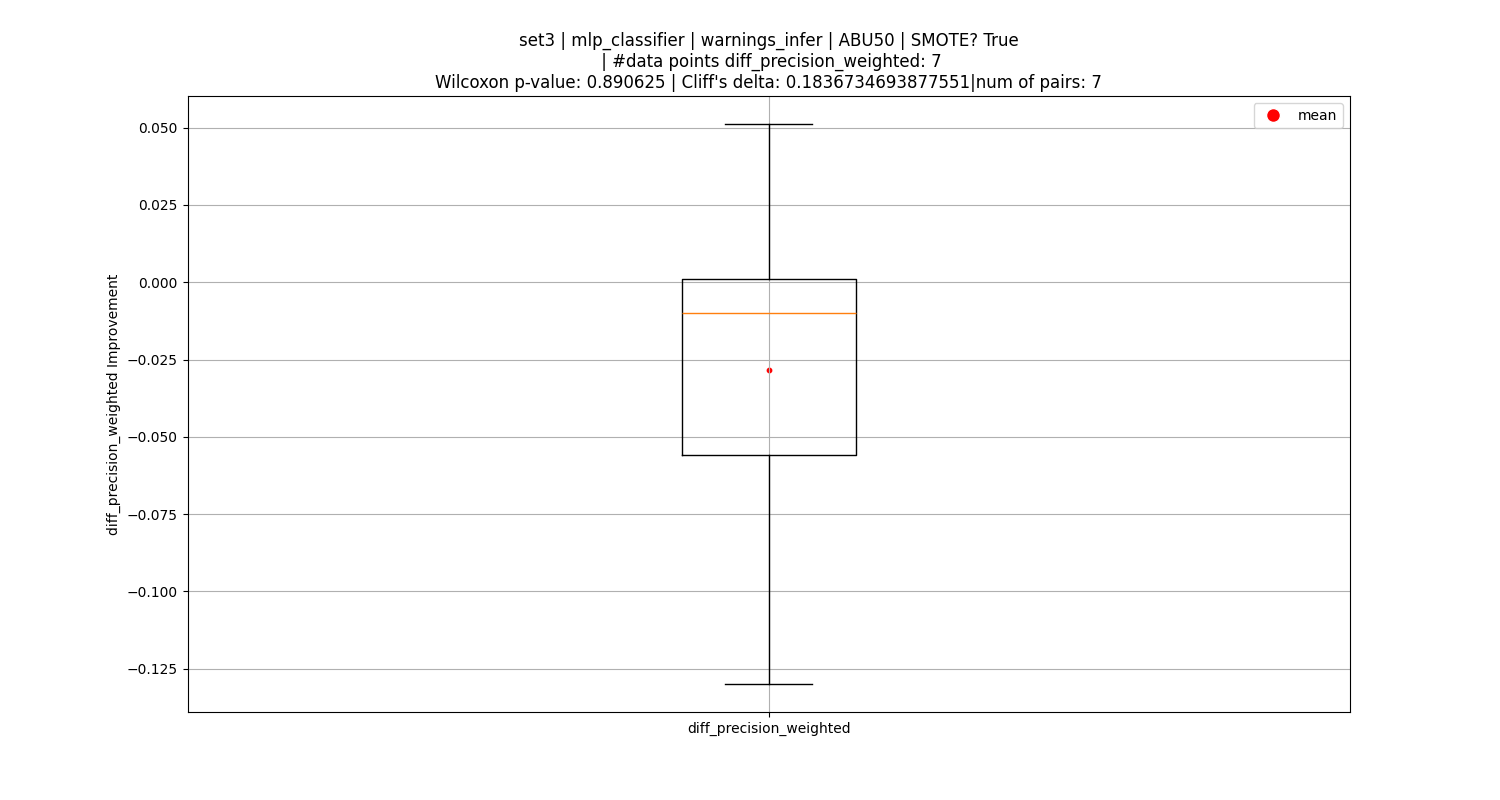 set3 | mlp_classifier | warnings_infer | ABU50 | SMOTE? True
| #data points diff_precision_weighted: 7
Wilcoxon p-value: 0.890625 | Cliff's delta: 0.1836734693877551|num of pairs: 7
mean
0.050
0.025
0.000
−0.025
−0.050
−0.075
−0.100
−0.125
diff_precision_weighted Improvement
diff_precision_weighted